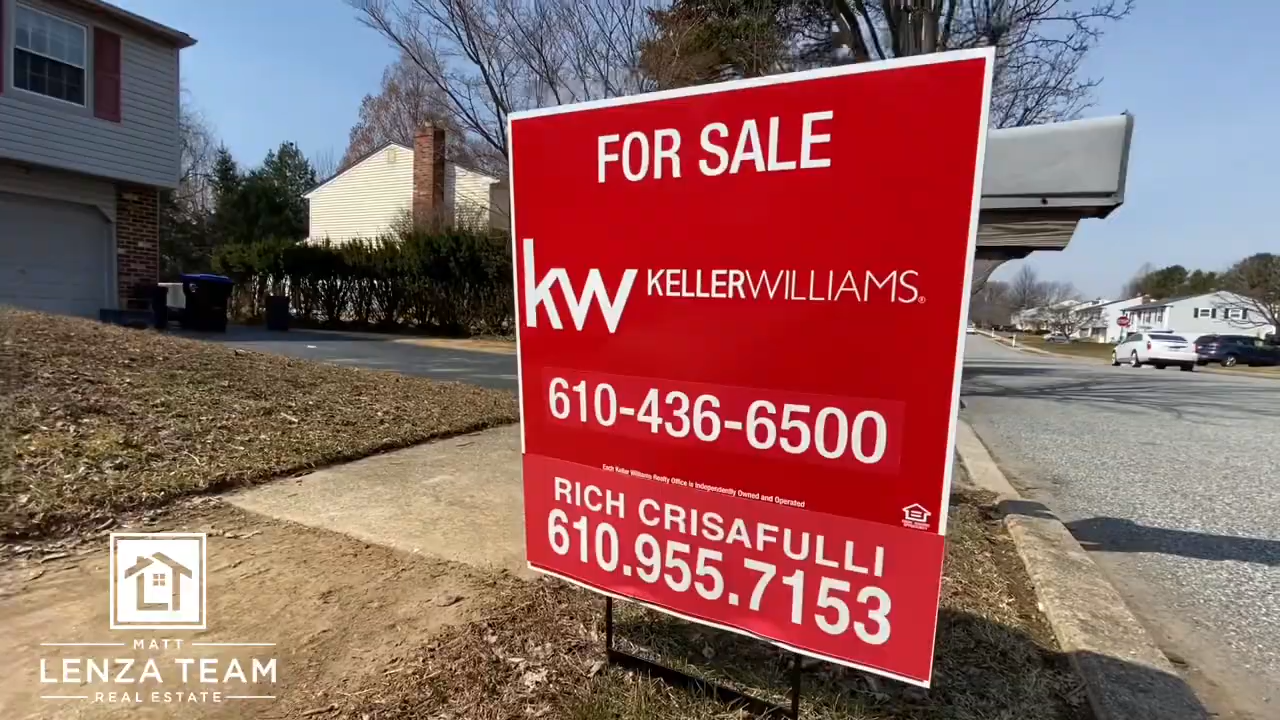 FOR SALE
kw KELLERWILLIAMS®
610-436-6500
Each Keller Williams Realty Office is Independently Owned and Operated
RICH CRISAFULLI
610.955.7153
MATT
LENZA TEAM
REAL ESTATE